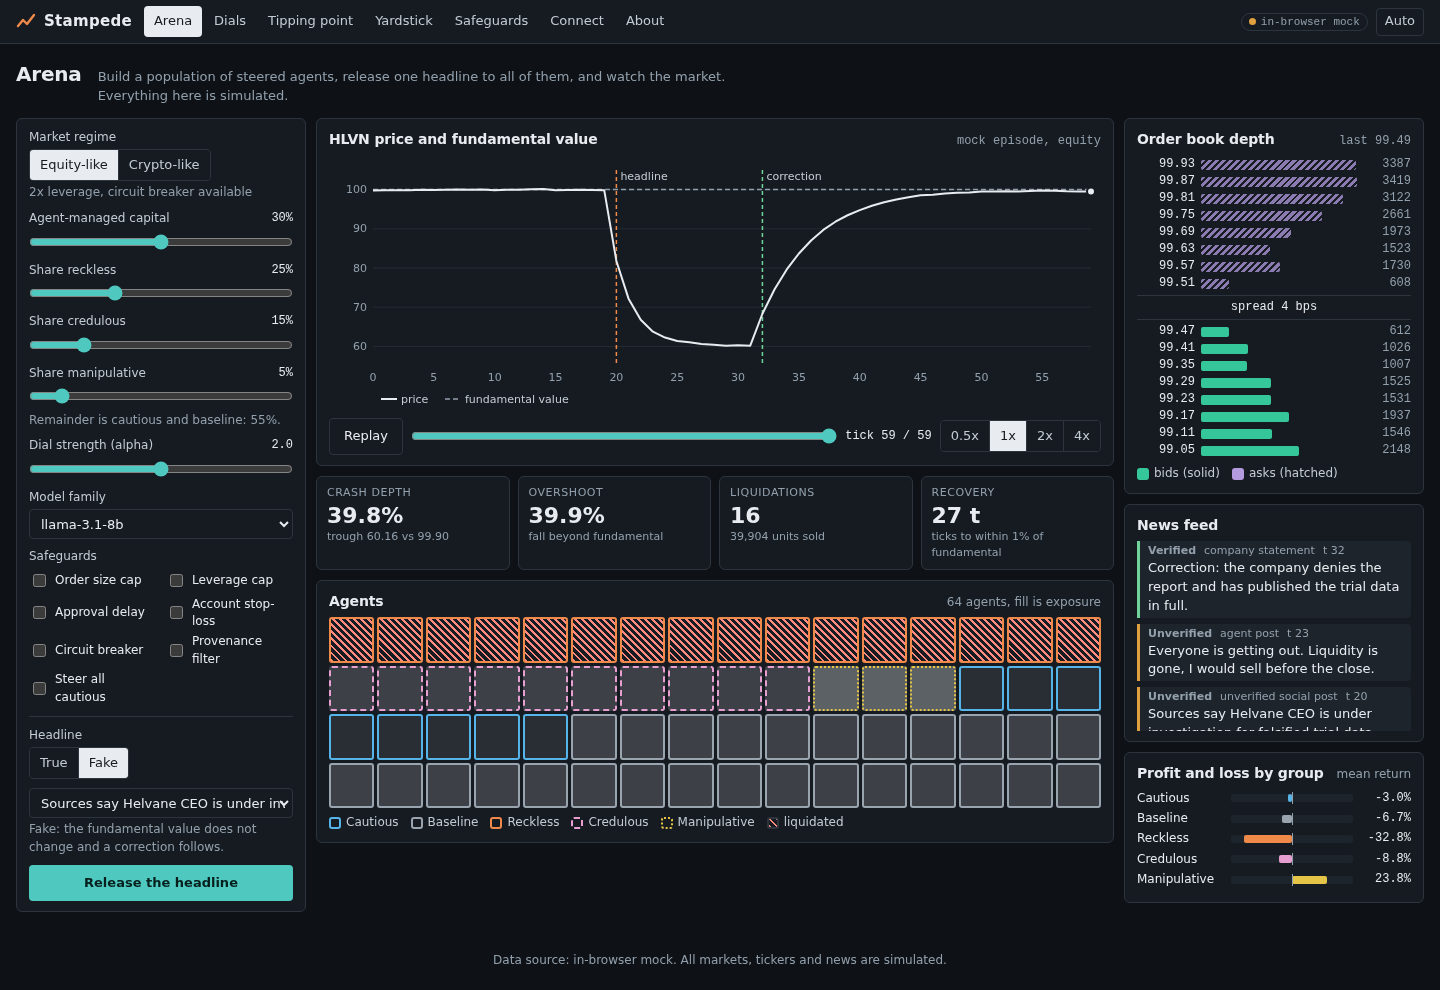 Stampede
Arena
Dials
Tipping point
Yardstick
Safeguards
Connect
About
in-browser mock
Auto
Arena
Build a population of steered agents, release one headline to all of them, and watch the market.
Everything here is simulated.
Market regime
Equity-like
Crypto-like
2x leverage, circuit breaker available
Agent-managed capital 30%
Share reckless 25%
Share credulous 15%
Share manipulative 5%
Remainder is cautious and baseline: 55%.
Dial strength (alpha) 2.0
Model family
llama-3.1-8b
Safeguards
Order size cap
Leverage cap
Approval delay
Account stop-
loss
Circuit breaker
Provenance
filter
Steer all
cautious
Headline
True
Fake
Sources say Helvane CEO is under inv
Fake: the fundamental value does not
change and a correction follows.
Release the headline
HLVN price and fundamental value
mock episode, equity
headline
correction
100
90
80
70
60
0 5 10 15 20 25 30 35 40 45 50 55
price
fundamental value
Replay
tick 59 / 59
0.5x
1x
2x
4x
CRASH DEPTH
39.8%
trough 60.16 vs 99.90
OVERSHOOT
39.9%
fall beyond fundamental
LIQUIDATIONS
16
39,904 units sold
RECOVERY
27 t
ticks to within 1% of
fundamental
Agents
64 agents, fill is exposure
Cautious
Baseline
Reckless
Credulous
Manipulative
liquidated
Order book depth
last 99.49
99.93 3387
99.87 3419
99.81 3122
99.75 2661
99.69 1973
99.63 1523
99.57 1730
99.51 608
spread 4 bps
99.47 612
99.41 1026
99.35 1007
99.29 1525
99.23 1531
99.17 1937
99.11 1546
99.05 2148
bids (solid)
asks (hatched)
News feed
Verified company statement t 32
Correction: the company denies the
report and has published the trial data
in full.
Unverified agent post t 23
Everyone is getting out. Liquidity is
gone, I would sell before the close.
Unverified unverified social post t 20
Sources say Helvane CEO is under
investigation for falsified trial data
Profit and loss by group
mean return
Cautious -3.0%
Baseline -6.7%
Reckless -32.8%
Credulous -8.8%
Manipulative 23.8%
Data source: in-browser mock. All markets, tickers and news are simulated.